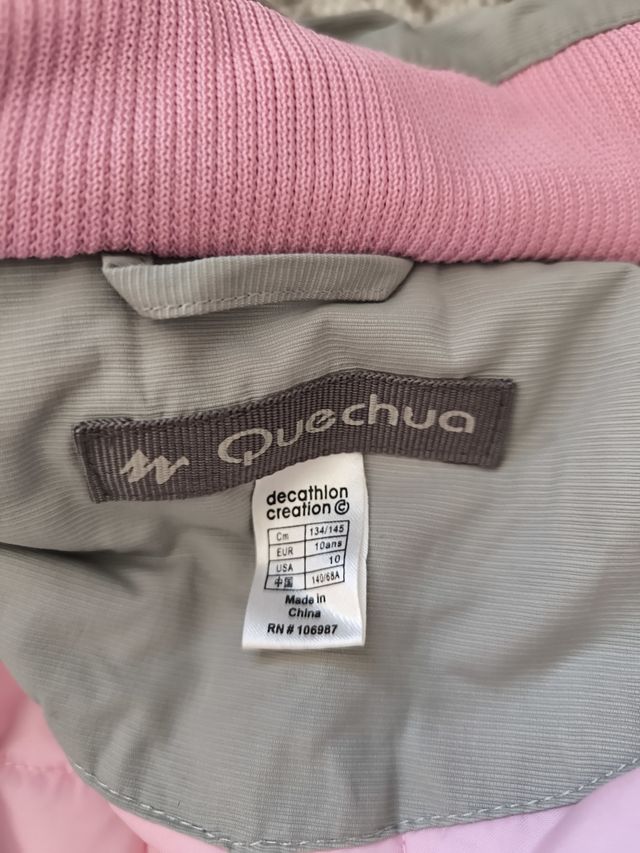 Quechua
decathlon
creation ©
Cm 134/145
EUR 10ans
USA 10
中国 140/68A
Made in
China
RN # 106987